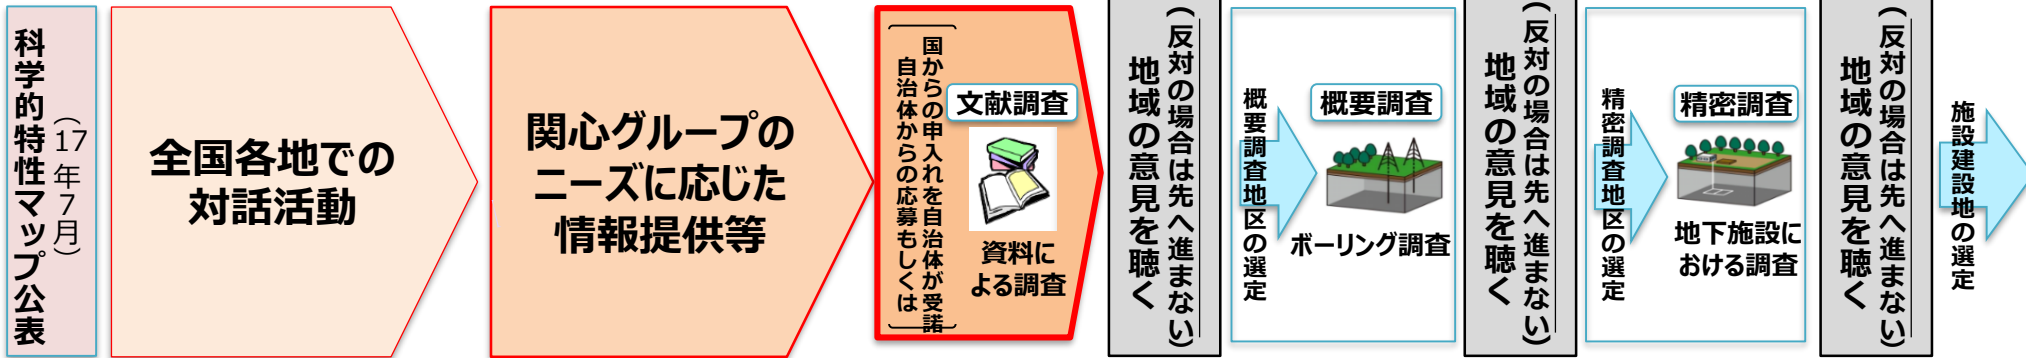 科学的特性マップ公表
（17年７月）
全国各地での
対話活動
関心グループの
ニーズに応じた
情報提供等
国からの申入れを自治体が受諾
自治体からの応募もしくは
文献調査
資料に
よる調査
（反対の場合は先へ進まない）
地域の意見を聴く
概要調査地区の選定
概要調査
ボーリング調査
（反対の場合は先へ進まない）
地域の意見を聴く
精密調査地区の選定
精密調査
地下施設に
おける調査
（反対の場合は先へ進まない）
地域の意見を聴く
施設建設地の選定